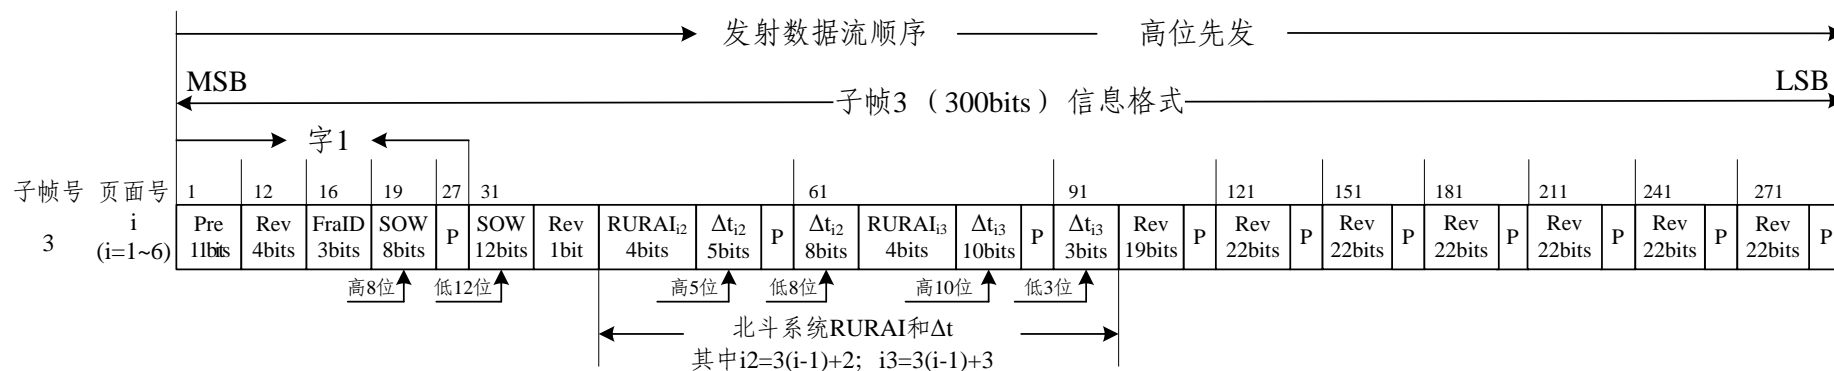 发射数据流顺序 高位先发
MSB LSB
子帧3 （300bits）信息格式
字1
子帧号 页面号 1 12 16 19 27 31 61 91 121 151 181 211 241 271
3 i (i=1~6)
Pre 11bits
Rev 4bits
FraID 3bits
SOW 8bits
P
SOW 12bits
Rev 1bit
RURAIi2 4bits
Δti2 5bits
P
Δti2 8bits
RURAIi3 4bits
Δti3 10bits
P
Δti3 3bits
Rev 19bits
P
Rev 22bits
P
Rev 22bits
P
Rev 22bits
P
Rev 22bits
P
Rev 22bits
P
Rev 22bits
P
高8位 低12位 高5位 低8位 高10位 低3位
北斗系统RURAI和Δt
其中i2=3(i-1)+2; i3=3(i-1)+3